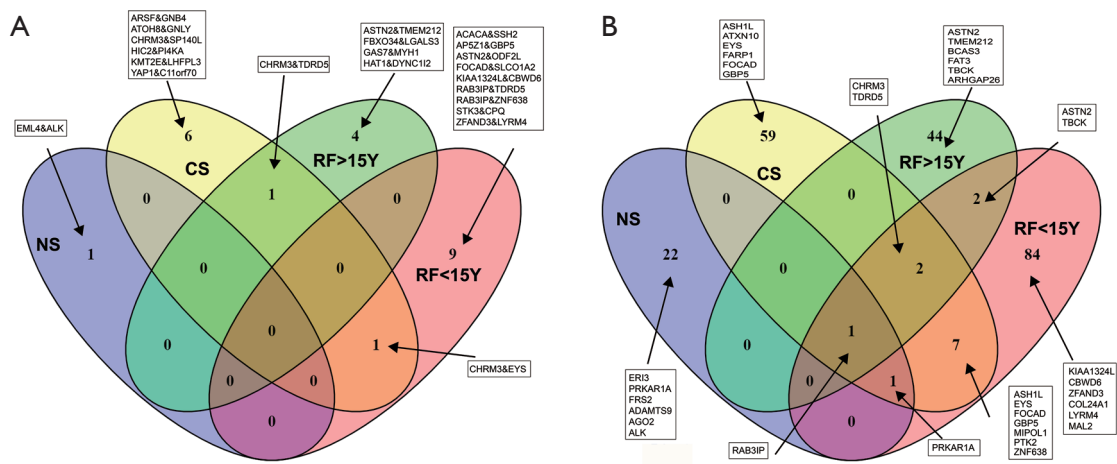 A
ARSF&GNB4
ATOH8&GNLY
CHRM3&SP140L
HIC2&PI4KA
KMT2E&LHFPL3
YAP1&C11orf70
CHRM3&TDRD5
ASTN2&TMEM212
FBXO34&LGALS3
GAS7&MYH1
HAT1&DYNC1I2
ACACA&SSH2
AP5Z1&GBP5
ASTN2&ODF2L
FOCAD&SLCO1A2
KIAA1324L&CBWD6
RAB3IP&TDRD5
RAB3IP&ZNF638
STK3&CPQ
ZFAND3&LYRM4
EML4&ALK
6
4
CS
RF>15Y
0
1
0
NS
1
9
RF<15Y
0
0
0
0
1
0
0
0
CHRM3&EYS
B
ASH1L
ATXN10
EYS
FARP1
FOCAD
GBP5
CHRM3
TDRD5
ASTN2
TMEM212
BCAS3
FAT3
TBCK
ARHGAP26
ASTN2
TBCK
59
44
CS
RF>15Y
0
0
2
NS
RF<15Y
22
84
0
2
1
0
7
0
1
0
ERI3
PRKAR1A
FRS2
ADAMTS9
AGO2
ALK
RAB3IP
PRKAR1A
ASH1L
EYS
FOCAD
GBP5
MIPOL1
PTK2
ZNF638
KIAA1324L
CBWD6
ZFAND3
COL24A1
LYRM4
MAL2